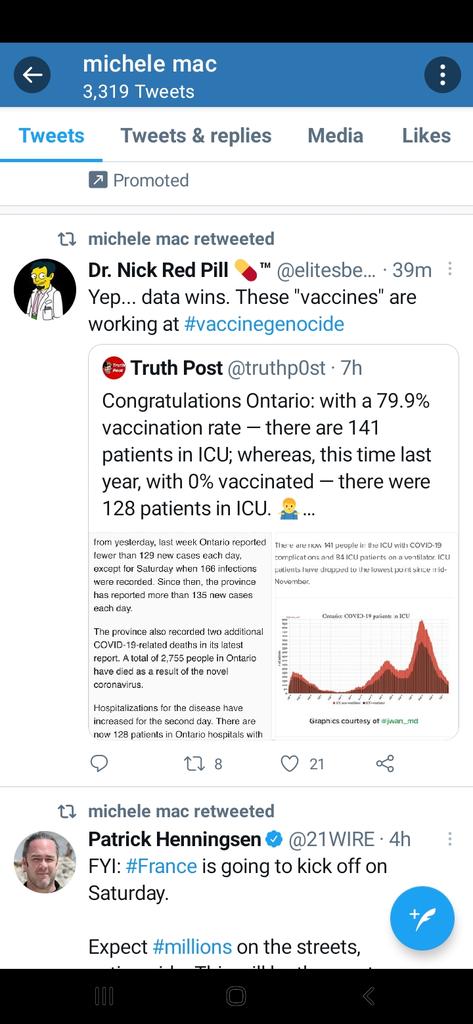 michele mac
3,319 Tweets
Tweets
Tweets & replies
Media
Likes
Promoted
michele mac retweeted
Dr. Nick Red Pill 💊™ @elitesbe... · 39m
Yep... data wins. These "vaccines" are
working at #vaccinegenocide
Truth Post @truthp0st · 7h
Congratulations Ontario: with a 79.9%
vaccination rate — there are 141
patients in ICU; whereas, this time last
year, with 0% vaccinated — there were
128 patients in ICU. 🤷‍♂️...
from yesterday, last week Ontario reported
fewer than 129 new cases each day,
except for Saturday when 166 infections
were recorded. Since then, the province
has reported more than 135 new cases
each day.
The province also recorded two additional
COVID-19-related deaths in its latest
report. A total of 2,755 people in Ontario
have died as a result of the novel
coronavirus.
Hospitalizations for the disease have
increased for the second day. There are
now 128 patients in Ontario hospitals with
There are now 141 people in the ICU with COVID-19
complications and 84 ICU patients on a ventilator. ICU
patients have dropped to the lowest point since mid-
November.
Ontario: COVID-19 patients in ICU
Graphics courtesy of @jwan_md
8
21
michele mac retweeted
Patrick Henningsen @21WIRE · 4h
FYI: #France is going to kick off on
Saturday.
Expect #millions on the streets,